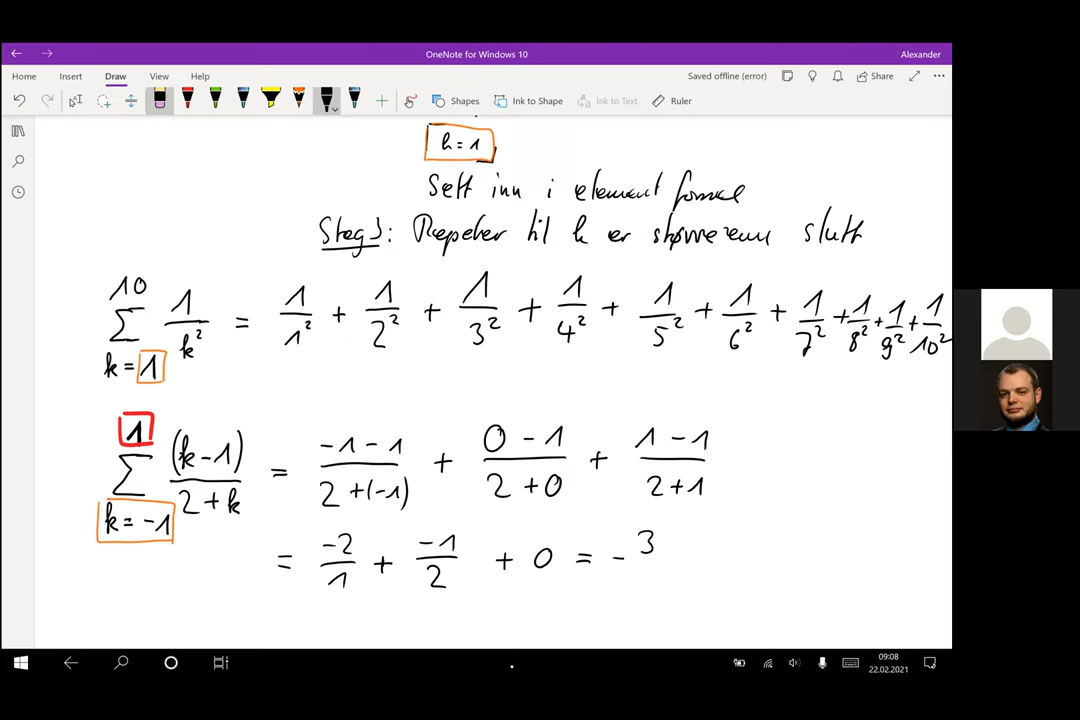 OneNote for Windows 10
Alexander
Home Insert Draw View Help Saved offline (error) Share
Shapes Ink to Shape Ink to Text Ruler
k = 1
Sett inn i element formel
Steg 3: Repeter til k er større enn slutt
10
∑ 1/k² = 1/1² + 1/2² + 1/3² + 1/4² + 1/5² + 1/6² + 1/7² + 1/8² + 1/9² + 1/10²
k = 1
1
∑ (k-1)/2+k = -1-1/2+(-1) + 0-1/2+0 + 1-1/2+1
k = -1
= -2/1 + -1/2 + 0 = - 3
09:08
22.02.2021